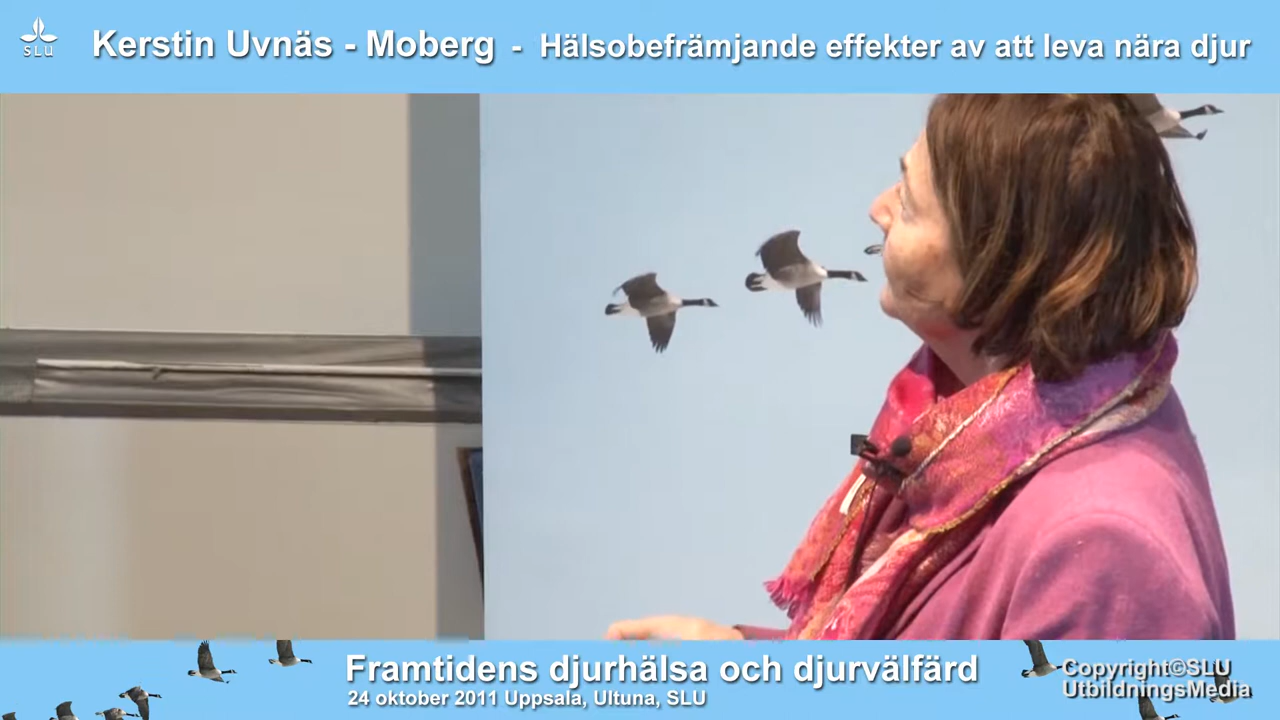 SLU
Kerstin Uvnäs - Moberg - Hälsobefrämjande effekter av att leva nära djur
Framtidens djurhälsa och djurvälfärd
24 oktober 2011 Uppsala, Ultuna, SLU
Copyright©SLU
UtbildningsMedia